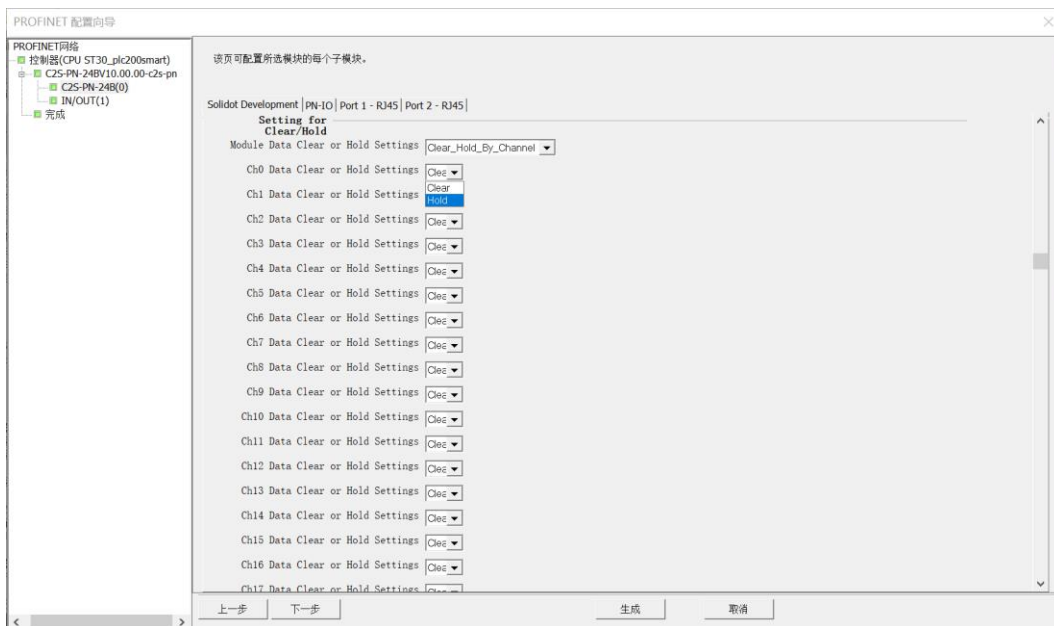 PROFINET 配置向导
PROFINET网络
控制器(CPU ST30_plc200smart)
C2S-PN-24BV10.00.00-c2s-pn
C2S-PN-24B(0)
IN/OUT(1)
完成
该页可配置所选模块的每个子模块。
Solidot Development PN-IO Port 1 - RJ45 Port 2 - RJ45
Setting for
Clear/Hold
Module Data Clear or Hold Settings Clear_Hold_By_Channel
Ch0 Data Clear or Hold Settings Clea
Clear
Ch1 Data Clear or Hold Settings Hold
Ch2 Data Clear or Hold Settings Clea
Ch3 Data Clear or Hold Settings Clea
Ch4 Data Clear or Hold Settings Clea
Ch5 Data Clear or Hold Settings Clea
Ch6 Data Clear or Hold Settings Clea
Ch7 Data Clear or Hold Settings Clea
Ch8 Data Clear or Hold Settings Clea
Ch9 Data Clear or Hold Settings Clea
Ch10 Data Clear or Hold Settings Clea
Ch11 Data Clear or Hold Settings Clea
Ch12 Data Clear or Hold Settings Clea
Ch13 Data Clear or Hold Settings Clea
Ch14 Data Clear or Hold Settings Clea
Ch15 Data Clear or Hold Settings Clea
Ch16 Data Clear or Hold Settings Clea
Ch17 Data Clear or Hold Settings
上一步 下一步 生成 取消